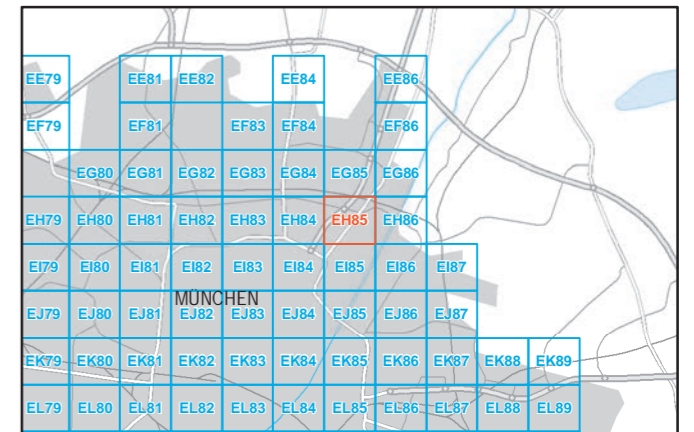 EE79 EE81 EE82 EE84 EE86
EF79 EF81 EF83 EF84 EF86
EG80 EG81 EG82 EG83 EG84 EG85 EG86
EH79 EH80 EH81 EH82 EH83 EH84 EH85 EH86
EI79 EI80 EI81 EI82 EI83 EI84 EI85 EI86 EI87
MÜNCHEN
EJ79 EJ80 EJ81 EJ82 EJ83 EJ84 EJ85 EJ86 EJ87
EK79 EK80 EK81 EK82 EK83 EK84 EK85 EK86 EK87 EK88 EK89
EL79 EL80 EL81 EL82 EL83 EL84 EL85 EL86 EL87 EL88 EL89